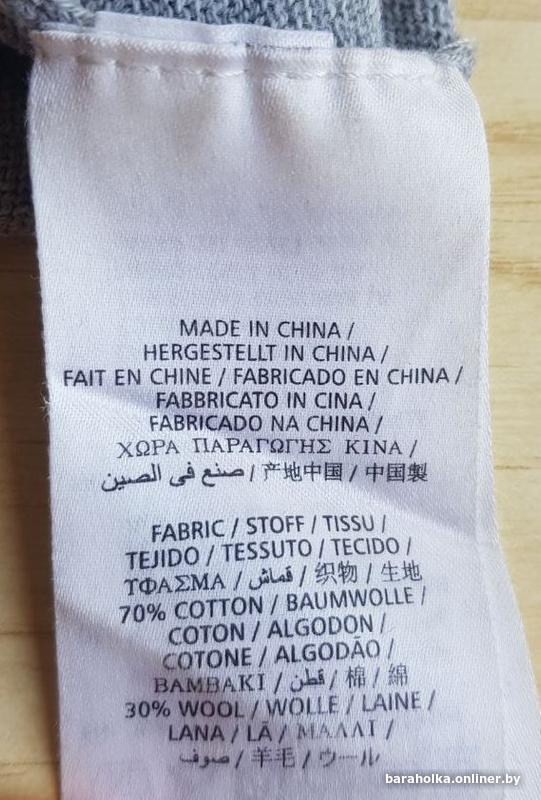 MADE IN CHINA /
HERGESTELLT IN CHINA /
FAIT EN CHINE / FABRICADO EN CHINA /
FABBRICATO IN CINA /
FABRICADO NA CHINA /
ΧΩΡΑ ΠΑΡΑΓΩΓΗΣ ΚΙΝΑ /
صنع فى الصين / 产地中国 / 中国製
FABRIC / STOFF / TISSU /
TEJIDO / TESSUTO / TECIDO /
ΥΦΑΣΜΑ / قماش / 织物 / 生地
70% COTTON / BAUMWOLLE /
COTON / ALGODON /
COTONE / ALGODÃO /
ΒΑΜΒΑΚΙ / قطن / 棉 / 綿
30% WOOL / WOLLE / LAINE /
LANA / LÃ / ΜΑΛΛΙ /
صوف / 羊毛 / ウール
baraholka.onliner.by